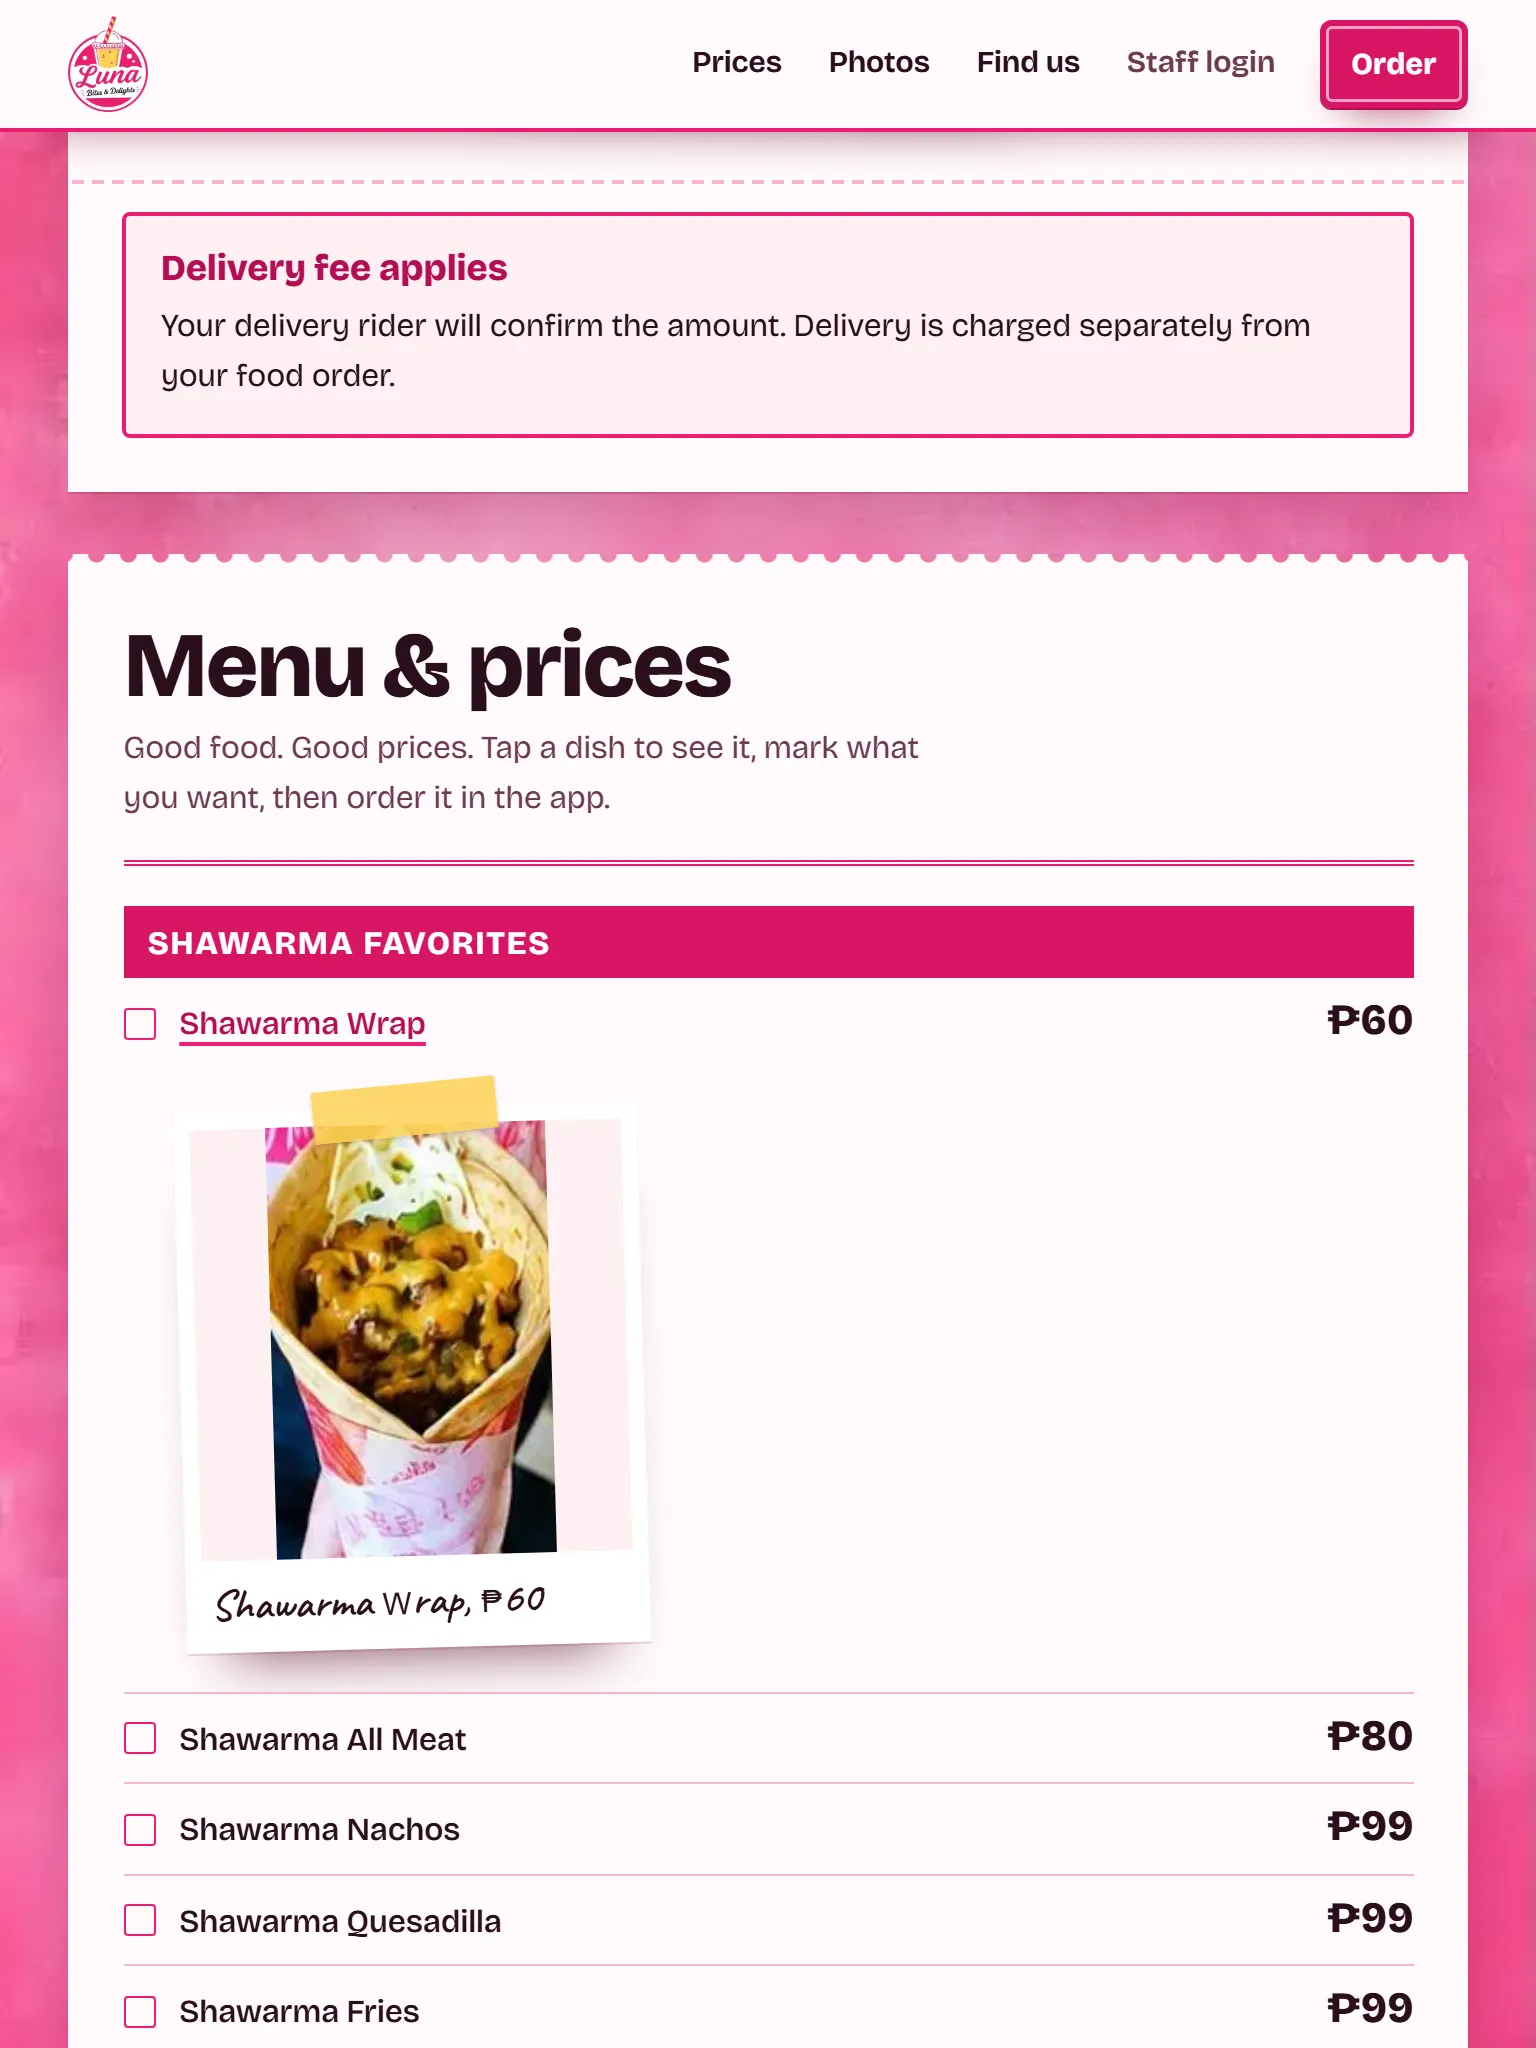 Luna
Bites & Delights
Prices
Photos
Find us
Staff login
Order
Delivery fee applies
Your delivery rider will confirm the amount. Delivery is charged separately from
your food order.
Menu & prices
Good food. Good prices. Tap a dish to see it, mark what
you want, then order it in the app.
SHAWARMA FAVORITES
Shawarma Wrap ₱60
Shawarma Wrap, ₱60
Shawarma All Meat ₱80
Shawarma Nachos ₱99
Shawarma Quesadilla ₱99
Shawarma Fries ₱99